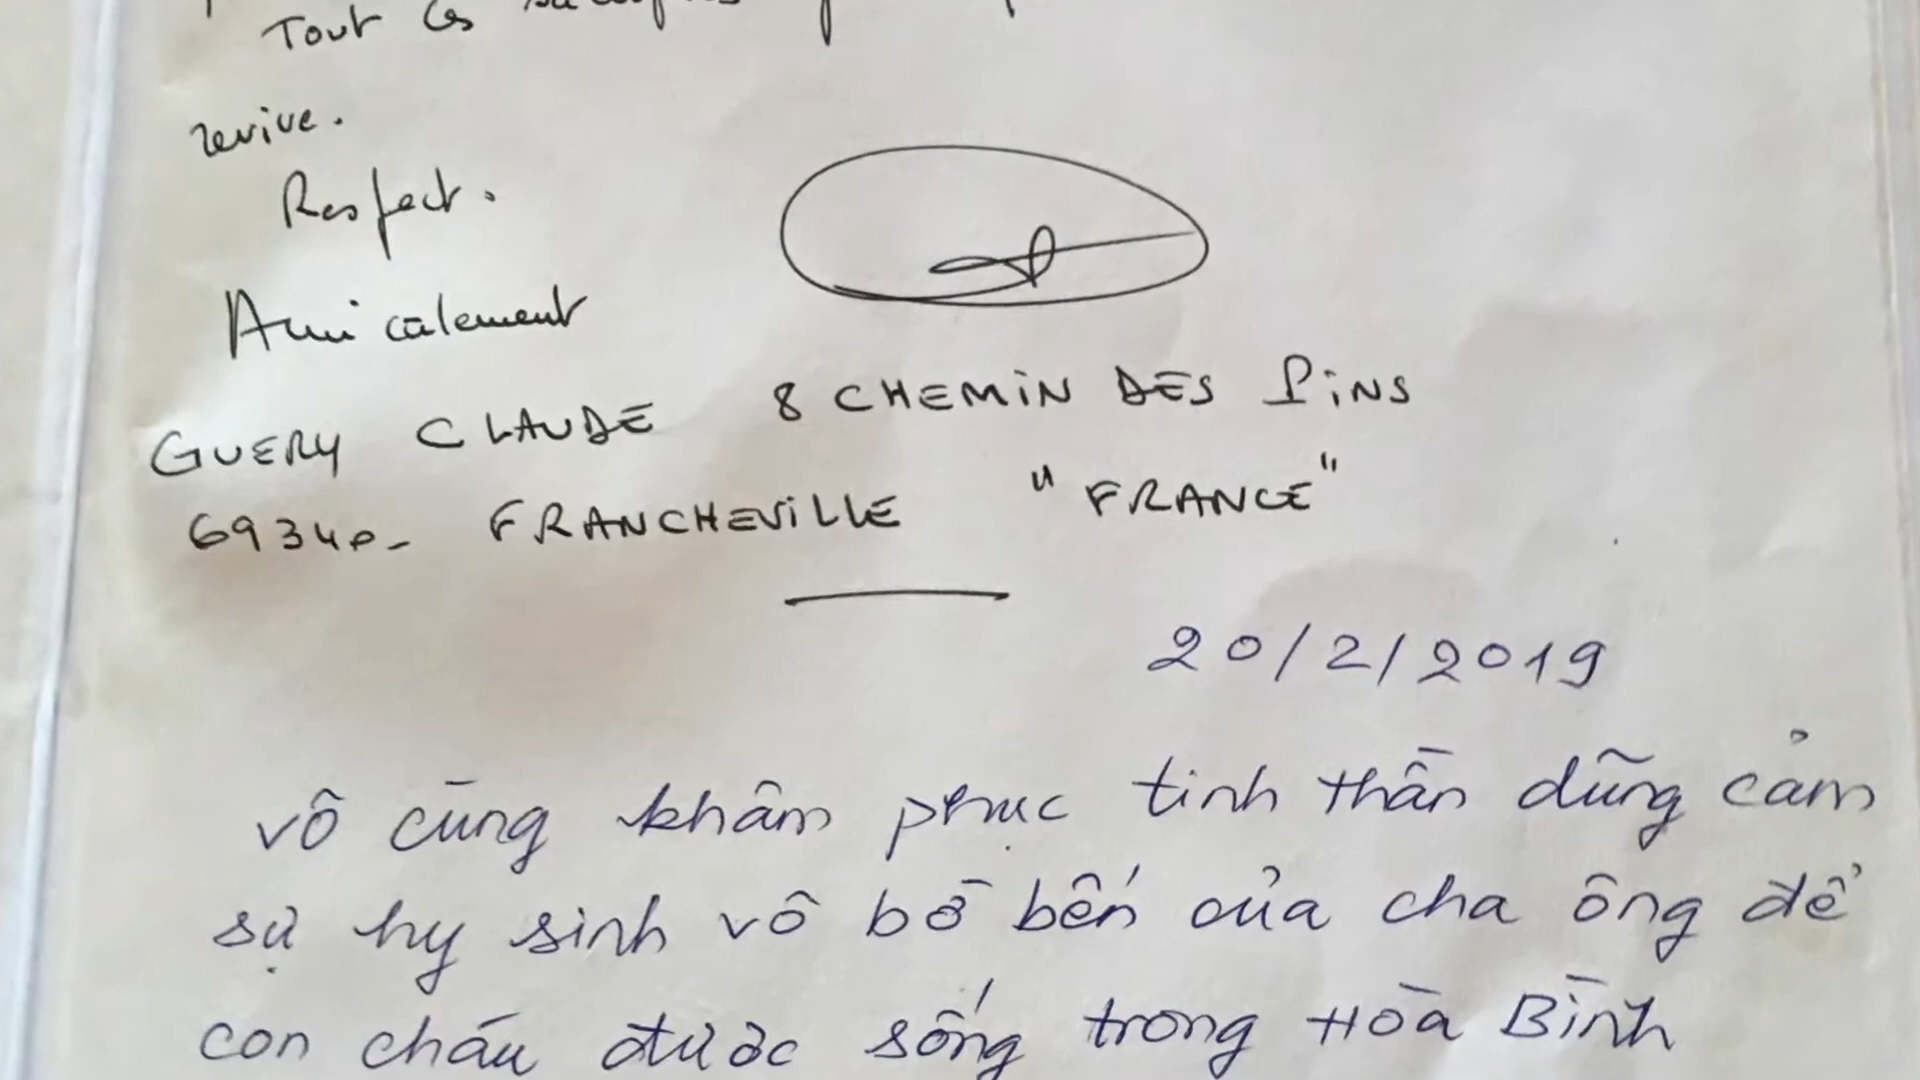 Tout ces sacrifices
revive.
Respect.
Amicalement
GUERY CLAUDE 8 CHEMIN DES PINS
69340- FRANCHEVILLE "FRANCE"
20/2/2019
vô cùng khâm phục tinh thần dũng cảm
sự hy sinh vô bờ bến của cha ông để
con cháu được sống trong Hòa Bình